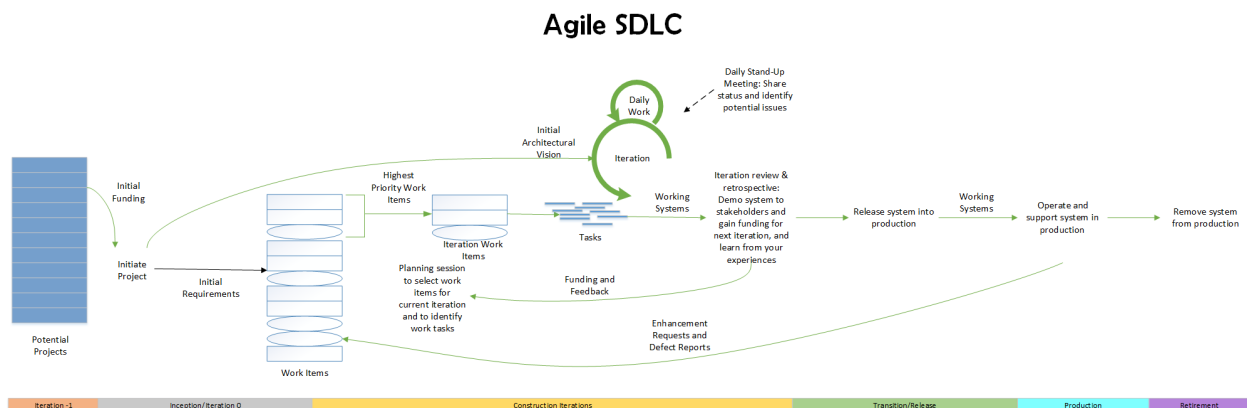 Agile SDLC
Daily Stand-Up
Meeting: Share
status and identify
potential issues
Daily
Work
Initial
Architectural
Vision
Iteration
Initial
Funding
Highest
Priority Work
Items
Working
Systems
Iteration review &
retrospective:
Demo system to
stakeholders and
gain funding for
next iteration, and
learn from your
experiences
Release system into
production
Working
Systems
Operate and
support system in
production
Remove system
from production
Tasks
Iteration Work
Items
Initiate
Project
Initial
Requirements
Planning session
to select work
items for
current iteration
and to identify
work tasks
Funding and
Feedback
Enhancement
Requests and
Defect Reports
Potential
Projects
Work Items
Iteration -1
Inception/Iteration 0
Construction Iterations
Transition/Release
Production
Retirement